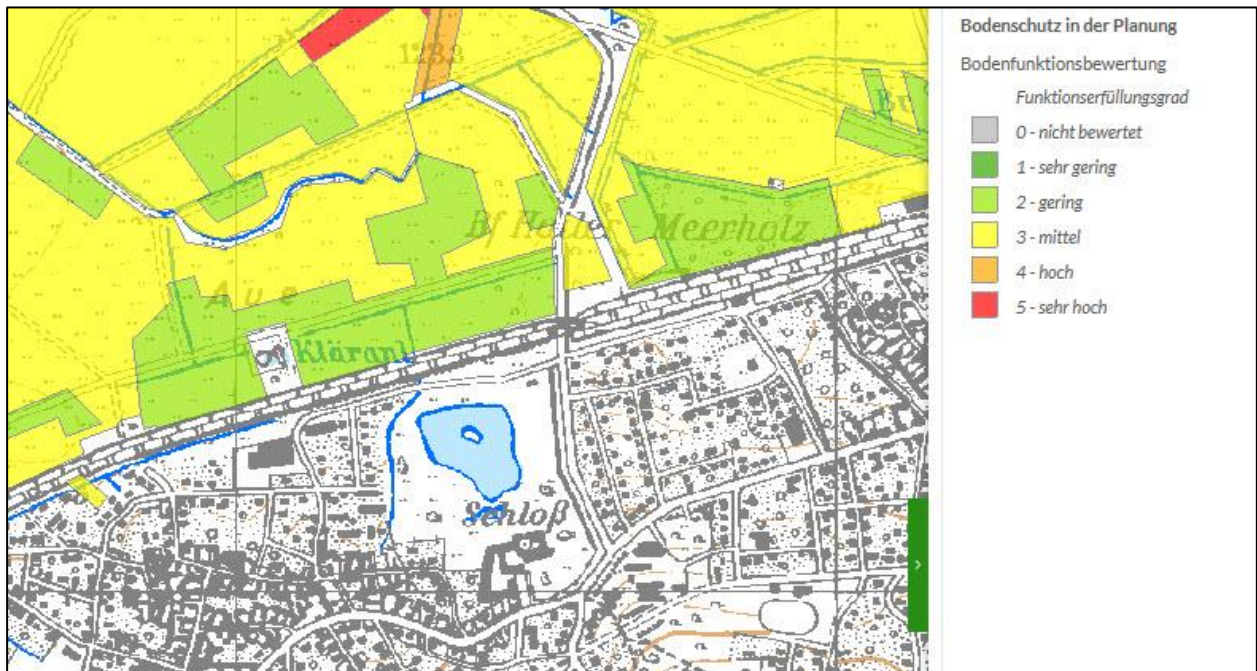 Bodenschutz in der Planung
Bodenfunktionsbewertung
Funktionserfüllungsgrad
0 - nicht bewertet
1 - sehr gering
2 - gering
3 - mittel
4 - hoch
5 - sehr hoch
Meerholz
Aue
Schloß